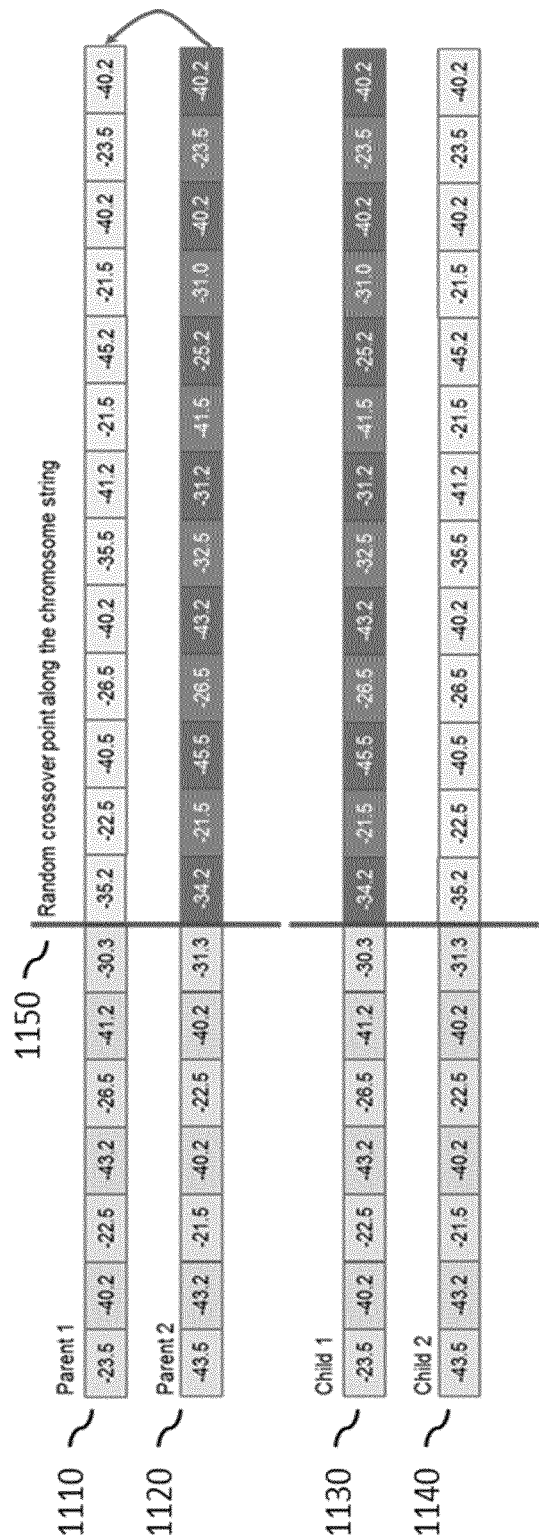 1150
Random crossover point along the chromosome string
1110
Parent 1
-23.5 -40.2 -22.5 -43.2 -26.5 -41.2 -30.3 -35.2 -22.5 -40.5 -26.5 -40.2 -35.5 -41.2 -21.5 -45.2 -21.5 -40.2 -23.5 -40.2
1120
Parent 2
-43.5 -43.2 -21.5 -40.2 -22.5 -40.2 -31.3 -34.2 -21.5 -45.5 -26.5 -43.2 -32.5 -31.2 -41.5 -25.2 -31.0 -40.2 -23.5 -40.2
1130
Child 1
-23.5 -40.2 -22.5 -43.2 -26.5 -41.2 -30.3 -34.2 -21.5 -45.5 -26.5 -43.2 -32.5 -31.2 -41.5 -25.2 -31.0 -40.2 -23.5 -40.2
1140
Child 2
-43.5 -43.2 -21.5 -40.2 -22.5 -40.2 -31.3 -35.2 -22.5 -40.5 -26.5 -40.2 -35.5 -41.2 -21.5 -45.2 -21.5 -40.2 -23.5 -40.2